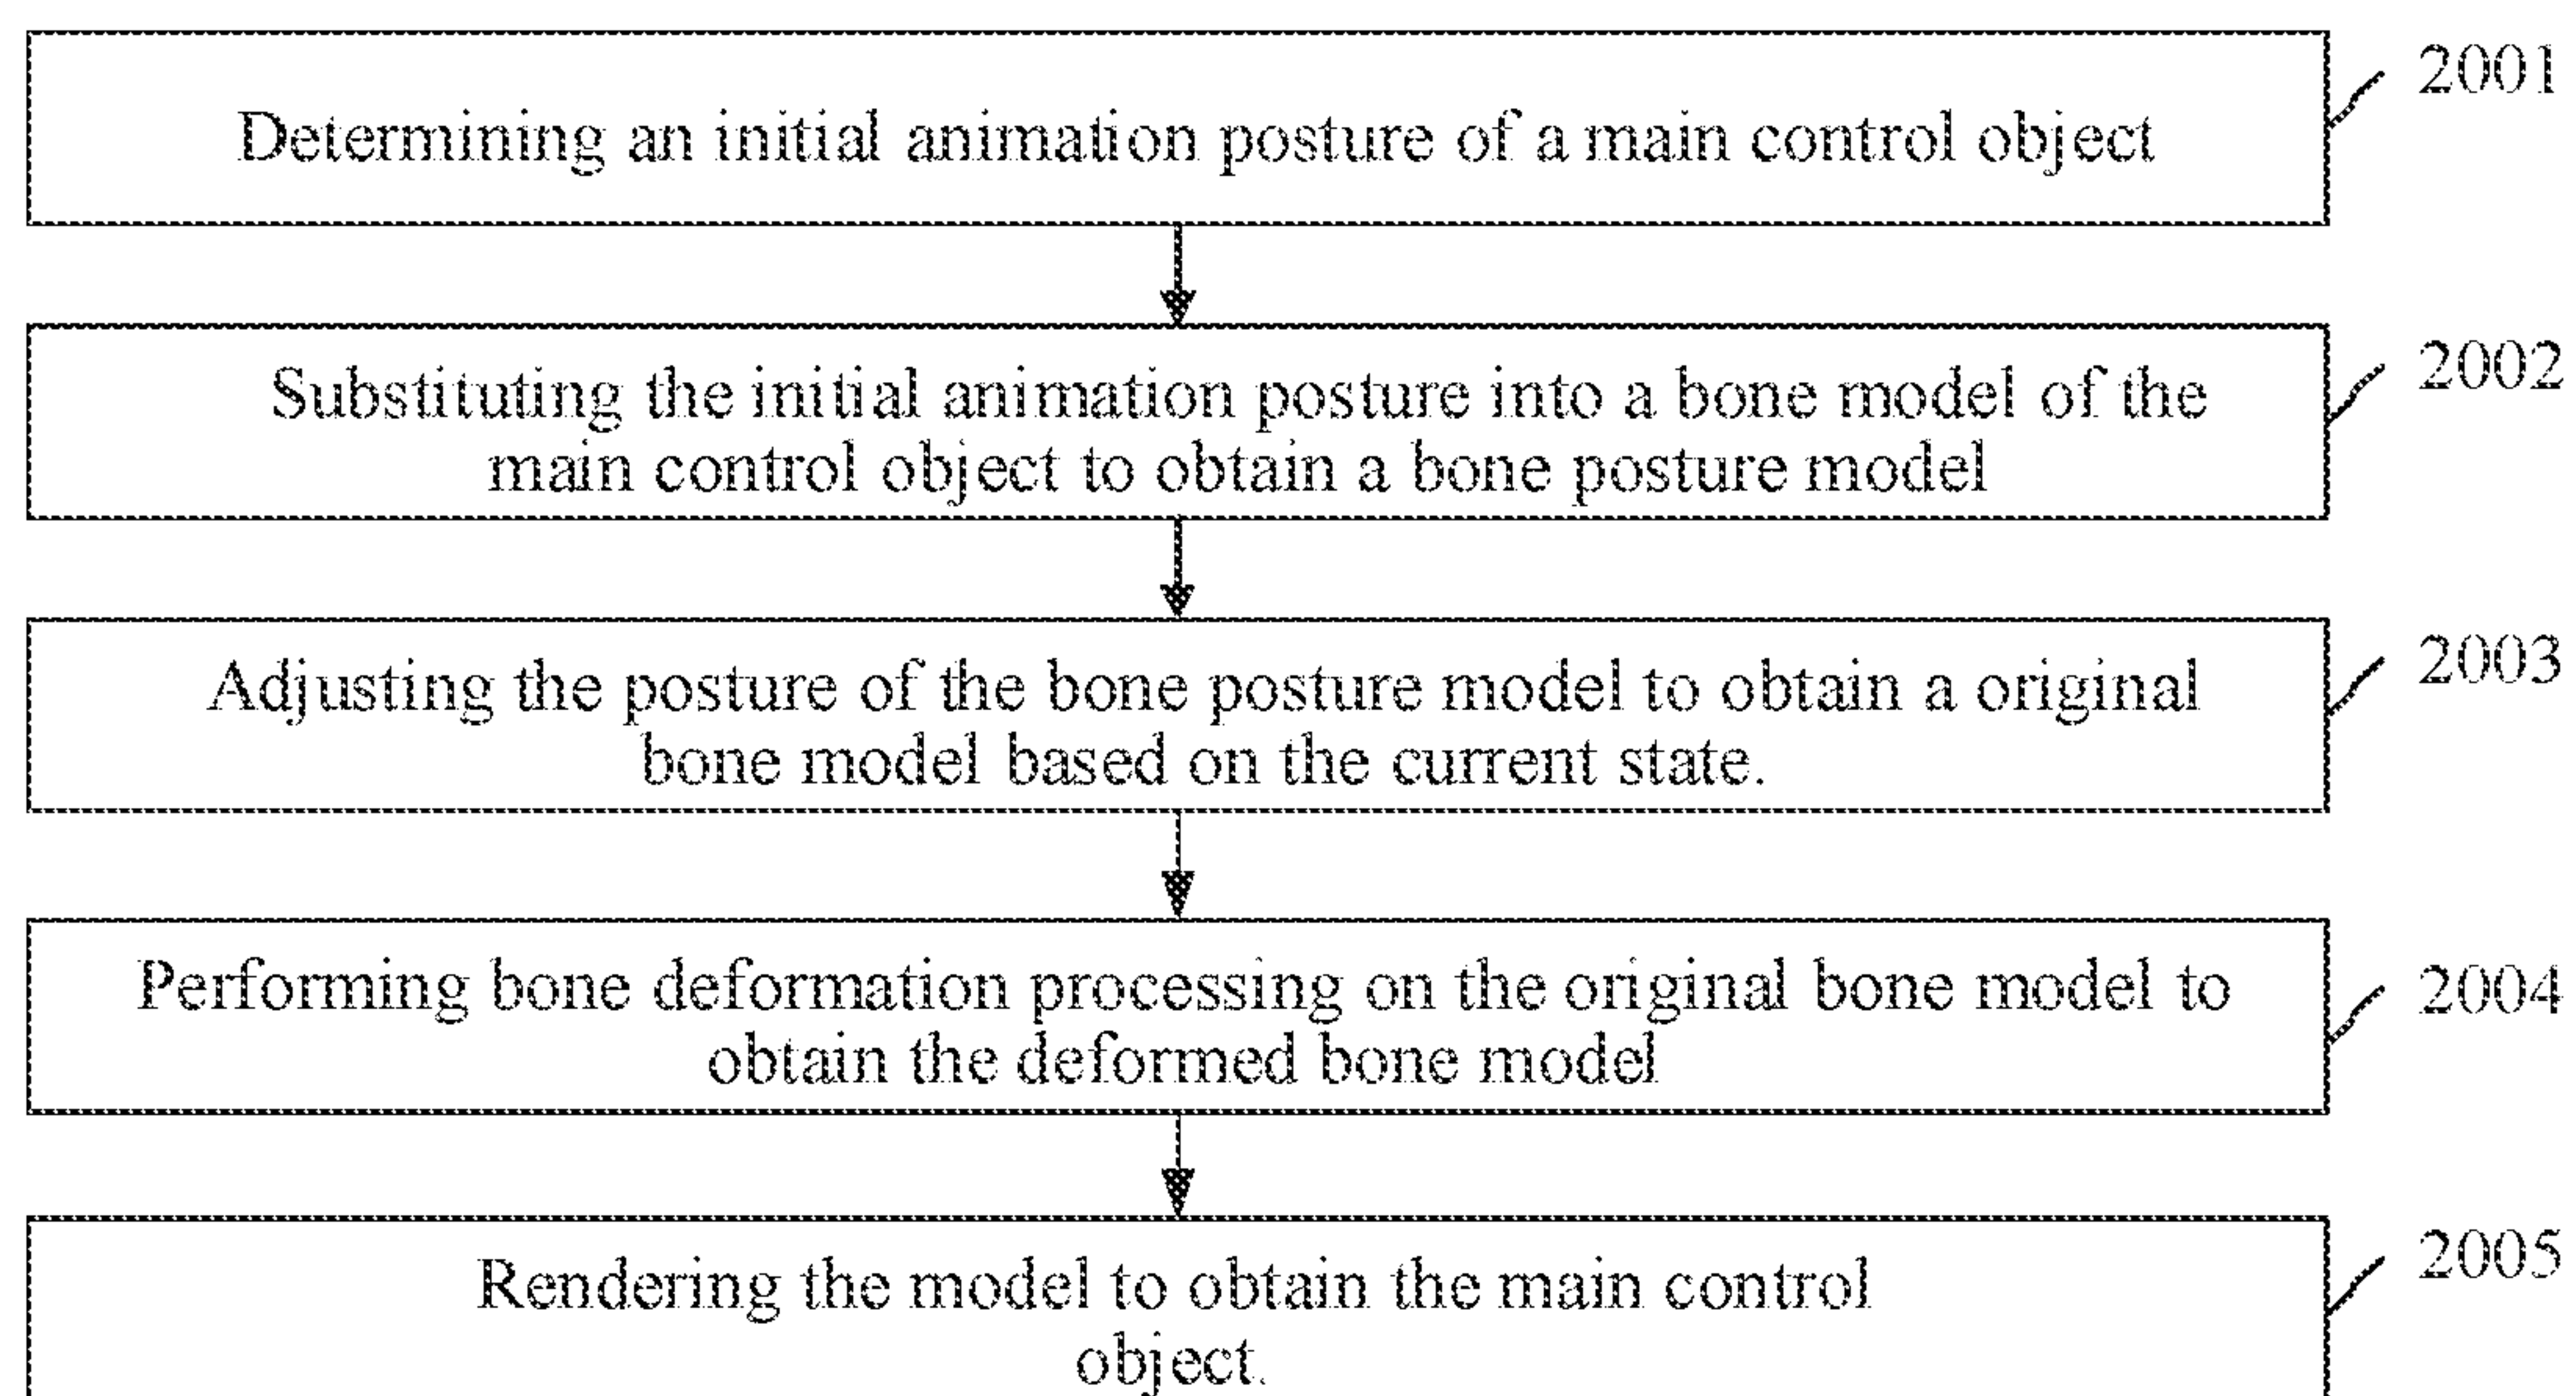 Determining an initial animation posture of a main control object
2001
Substituting the initial animation posture into a bone model of the
main control object to obtain a bone posture model
2002
Adjusting the posture of the bone posture model to obtain a original
bone model based on the current state.
2003
Performing bone deformation processing on the original bone model to
obtain the deformed bone model
2004
Rendering the model to obtain the main control
object.
2005